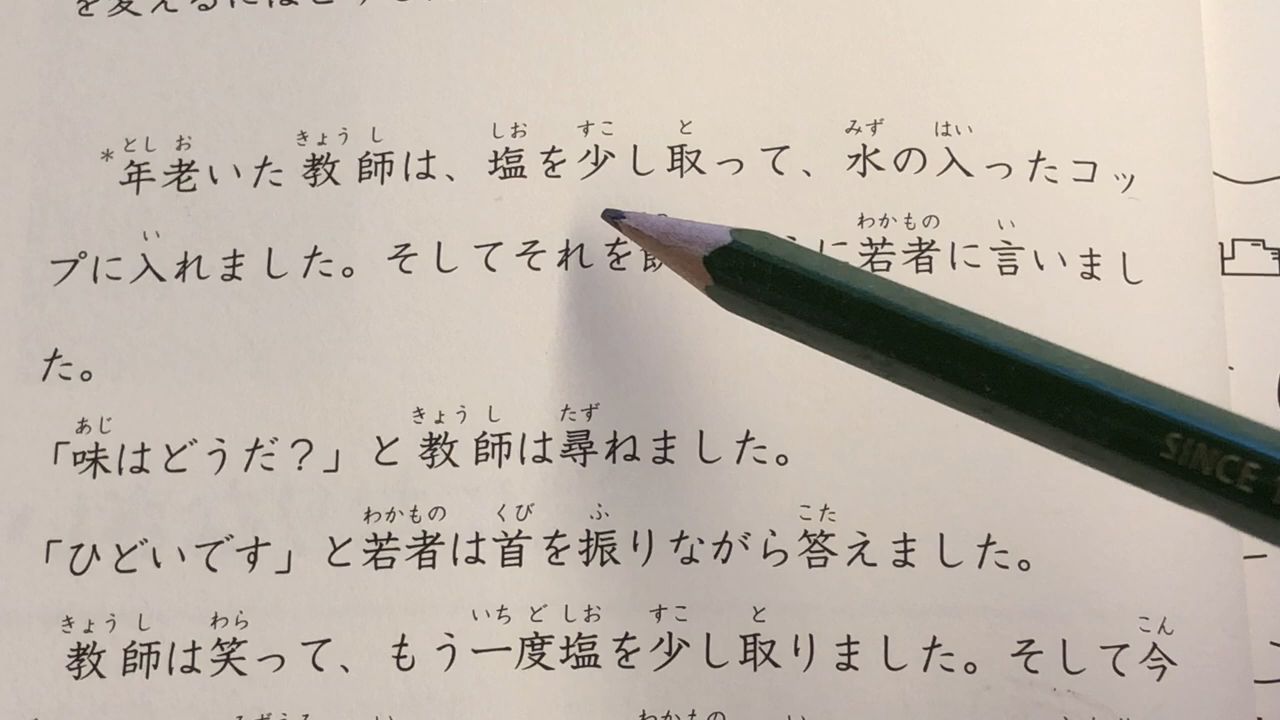 *年老いた教師は、塩を少し取って、水の入ったコッ
プに入れました。そしてそれを飲 に若者に言いまし
た。
「味はどうだ？」と教師は尋ねました。
「ひどいです」と若者は首を振りながら答えました。
教師は笑って、もう一度塩を少し取りました。そして今
SINCE